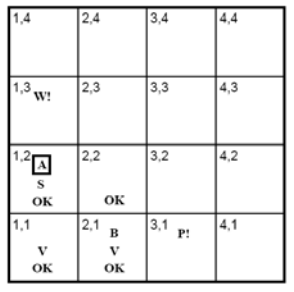 1,4 2,4 3,4 4,4
1,3 W! 2,3 3,3 4,3
1,2 A 2,2 3,2 4,2
S
OK OK
1,1 2,1 B 3,1 P! 4,1
V V
OK OK